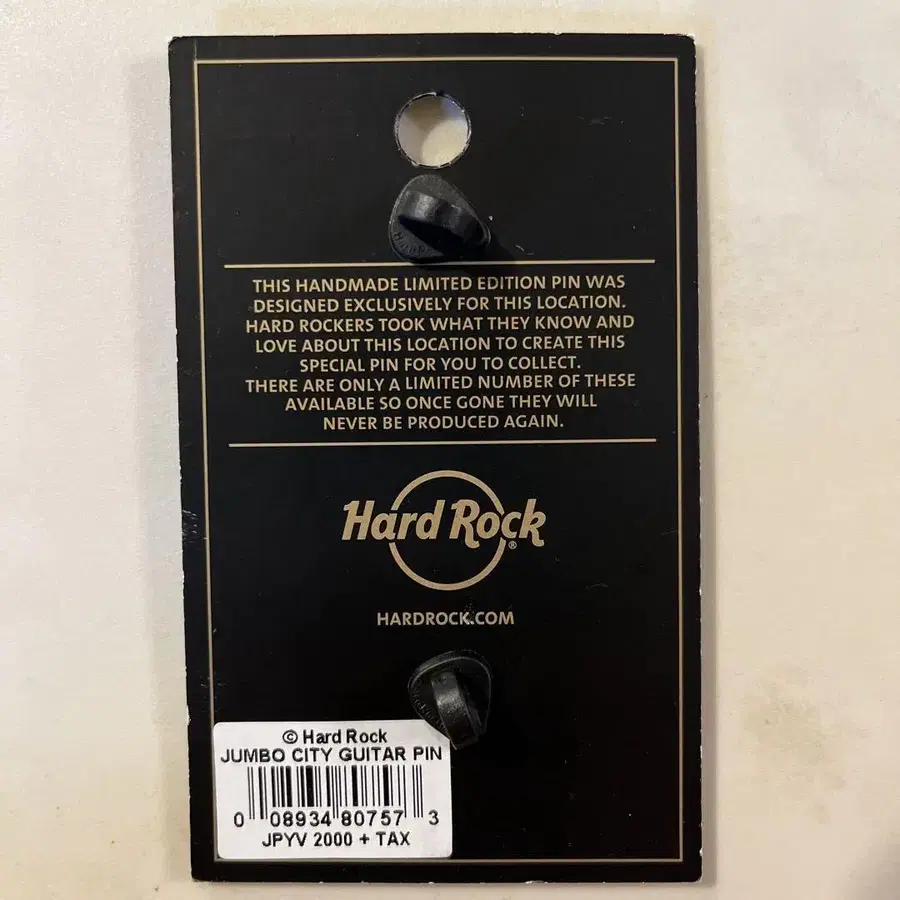 THIS HANDMADE LIMITED EDITION PIN WAS
DESIGNED EXCLUSIVELY FOR THIS LOCATION.
HARD ROCKERS TOOK WHAT THEY KNOW AND
LOVE ABOUT THIS LOCATION TO CREATE THIS
SPECIAL PIN FOR YOU TO COLLECT.
THERE ARE ONLY A LIMITED NUMBER OF THESE
AVAILABLE SO ONCE GONE THEY WILL
NEVER BE PRODUCED AGAIN.
Hard Rock®
HARDROCK.COM
© Hard Rock
JUMBO CITY GUITAR PIN
0 08934 80757 3
JPYV 2000 + TAX